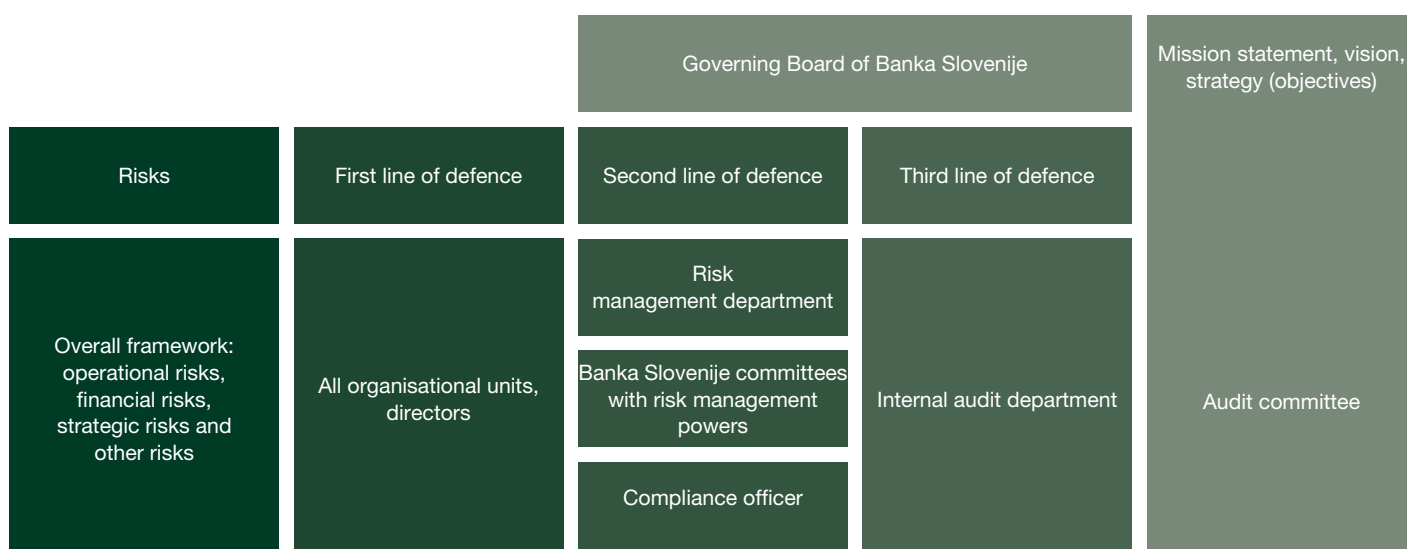 Governing Board of Banka Slovenije
Mission statement, vision,
strategy (objectives)
Risks
First line of defence
Second line of defence
Third line of defence
Overall framework:
operational risks,
financial risks,
strategic risks and
other risks
All organisational units,
directors
Risk
management department
Banka Slovenije committees
with risk management
powers
Compliance officer
Internal audit department
Audit committee